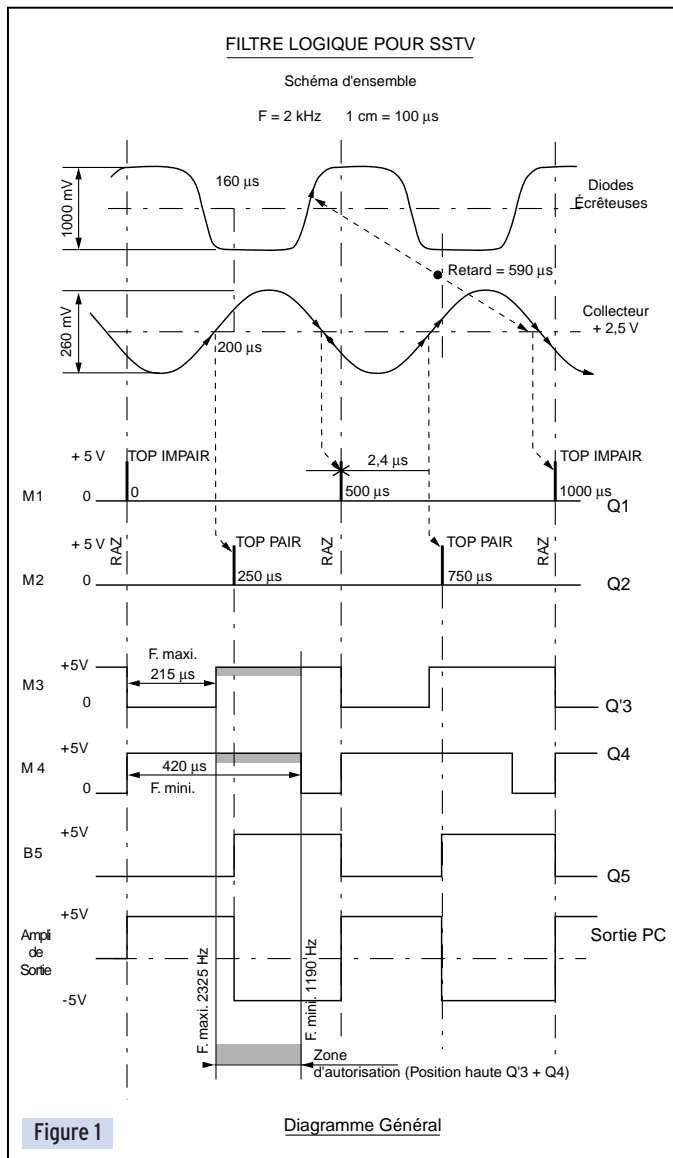 FILTRE LOGIQUE POUR SSTV
Schéma d'ensemble
F = 2 kHz 1 cm = 100 µs
1000 mV
160 µs
Diodes
Écrêteuses
Retard = 590 µs
260 mV
200 µs
Collecteur
+ 2,5 V
+ 5 V
TOP IMPAIR
2,4 µs
TOP IMPAIR
M1
0
0
500 µs
1000 µs
Q1
+ 5 V
RAZ
TOP PAIR
RAZ
TOP PAIR
RAZ
M2
0
250 µs
750 µs
Q2
F. maxi.
+5V
M3
215 µs
0
Q'3
+5V
Q4
M 4
420 µs
0
F. mini.
+5V
B5
Q5
+5V
Sortie PC
Ampli
de
Sortie
-5V
F. maxi. 2325 Hz
F. mini. 1190 Hz
Zone
d'autorisation (Position haute Q'3 + Q4)
Figure 1
Diagramme Général